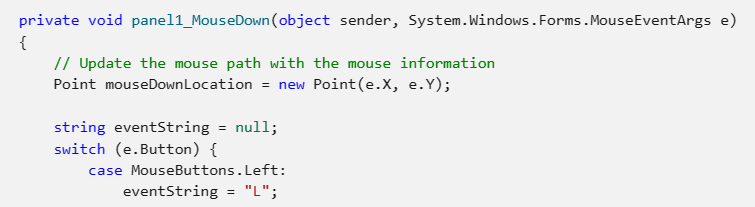 private void panel1_MouseDown(object sender, System.Windows.Forms.MouseEventArgs e)
{
    // Update the mouse path with the mouse information
    Point mouseDownLocation = new Point(e.X, e.Y);

    string eventString = null;
    switch (e.Button) {
        case MouseButtons.Left:
            eventString = "L";